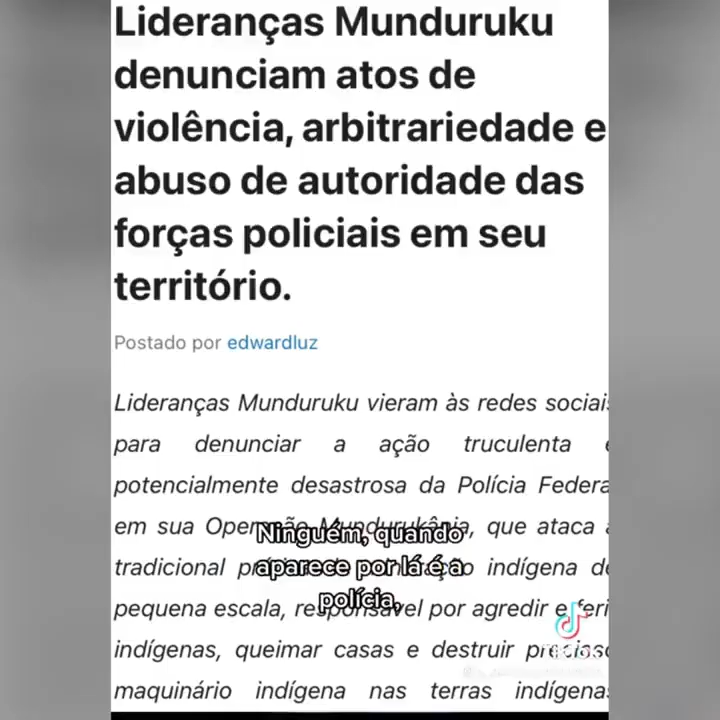 Lideranças Munduruku
denunciam atos de
violência, arbitrariedade e
abuso de autoridade das
forças policiais em seu
território.
Postado por edwardluz
Lideranças Munduruku vieram às redes sociais
para denunciar a ação truculenta e
potencialmente desastrosa da Polícia Federa
em sua
que ataca a
tradicional
indígena de
pequena escala,
por agredir e feri
indígenas, queimar casas e destruir
maquinário indígena nas terras indígenas
Ninguém, quando
aparece por lá é a
polícia,